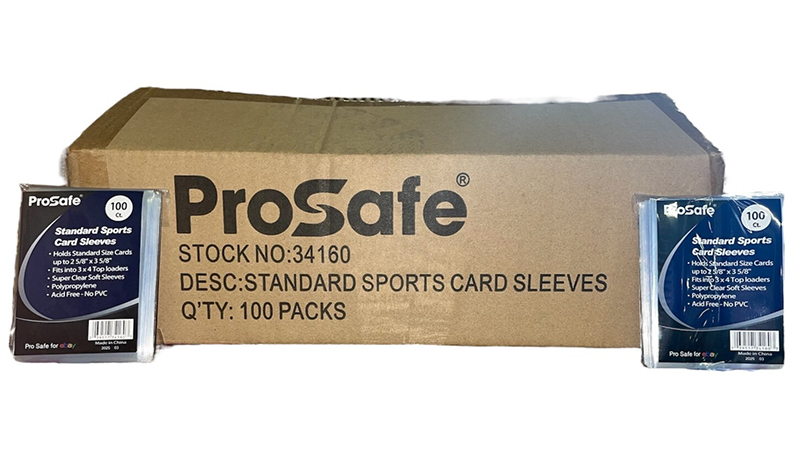 ProSafe®
STOCK NO:34160
DESC:STANDARD SPORTS CARD SLEEVES
Q'TY: 100 PACKS
ProSafe
100
Ct.
Standard Sports
Card Sleeves
• Holds Standard Size Cards
up to 2 5/8" x 3 5/8"
• Fits into 3 x 4 Top loaders
• Super Clear Soft Sleeves
• Polypropylene
• Acid Free - No PVC
Pro Safe for ebay
Made in China
2025 03
ProSafe
100
Ct.
Standard Sports
Card Sleeves
• Holds Standard Size Cards
up to 2 5/8" x 3 5/8"
• Fits into 3 x 4 Top loaders
• Super Clear Soft Sleeves
• Polypropylene
• Acid Free - No PVC
Pro Safe for ebay
Made in China
2025 03